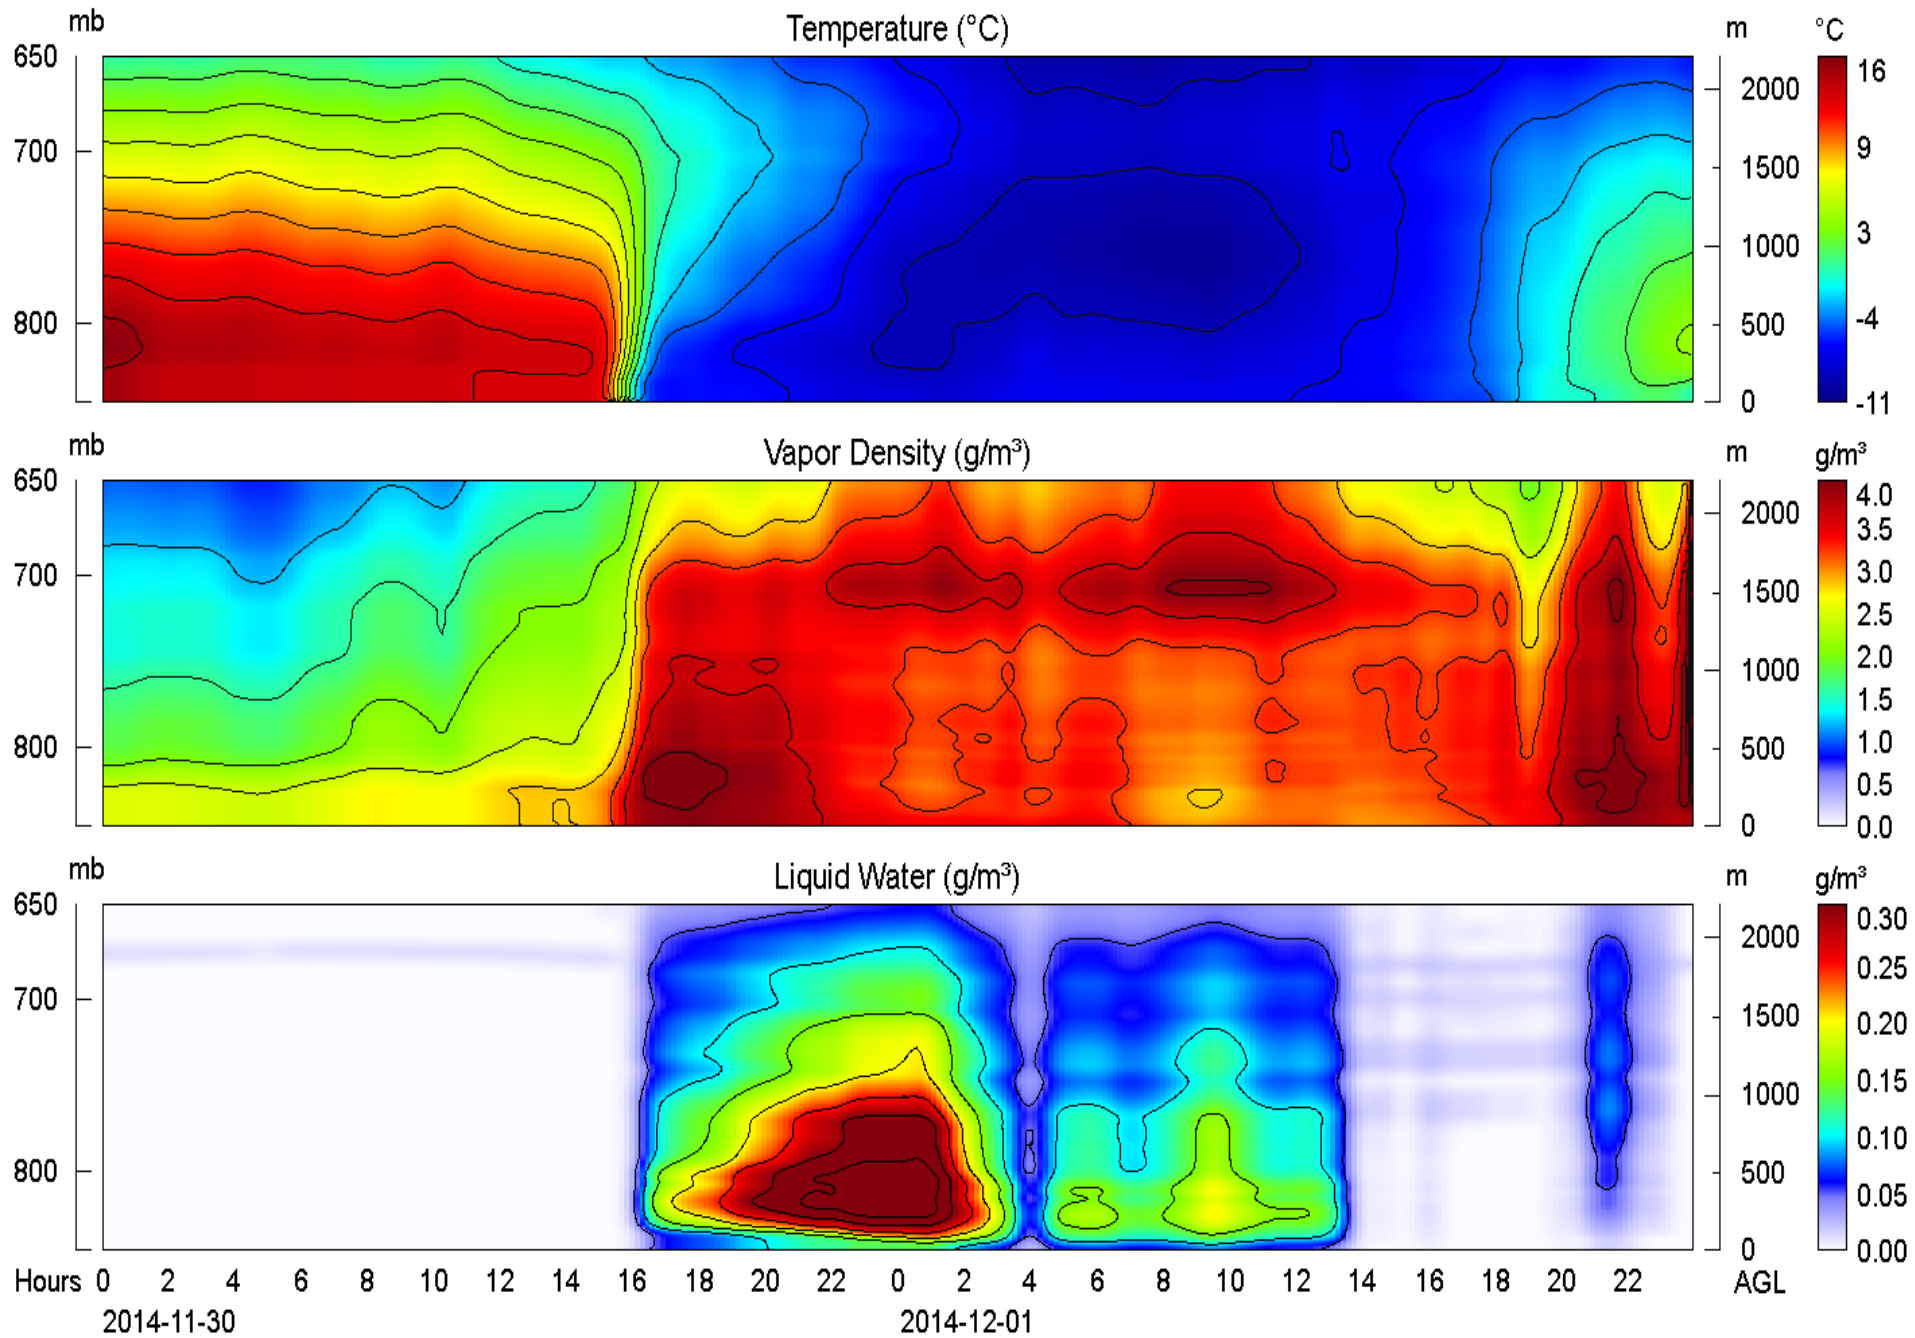 mb Temperature (°C) m °C
650 16
2000
700 9
1500
1000 3
800 500 -4
0 -11
mb Vapor Density (g/m³) m g/m³
650 4.0
2000 3.5
700 3.0
1500 2.5
1000 2.0
1.5
800 500 1.0
0.5
0 0.0
mb Liquid Water (g/m³) m g/m³
650 0.30
2000 0.25
700 1500 0.20
1000 0.15
0.10
800 500 0.05
0 0.00
Hours 0 2 4 6 8 10 12 14 16 18 20 22 0 2 4 6 8 10 12 14 16 18 20 22 AGL
2014-11-30 2014-12-01